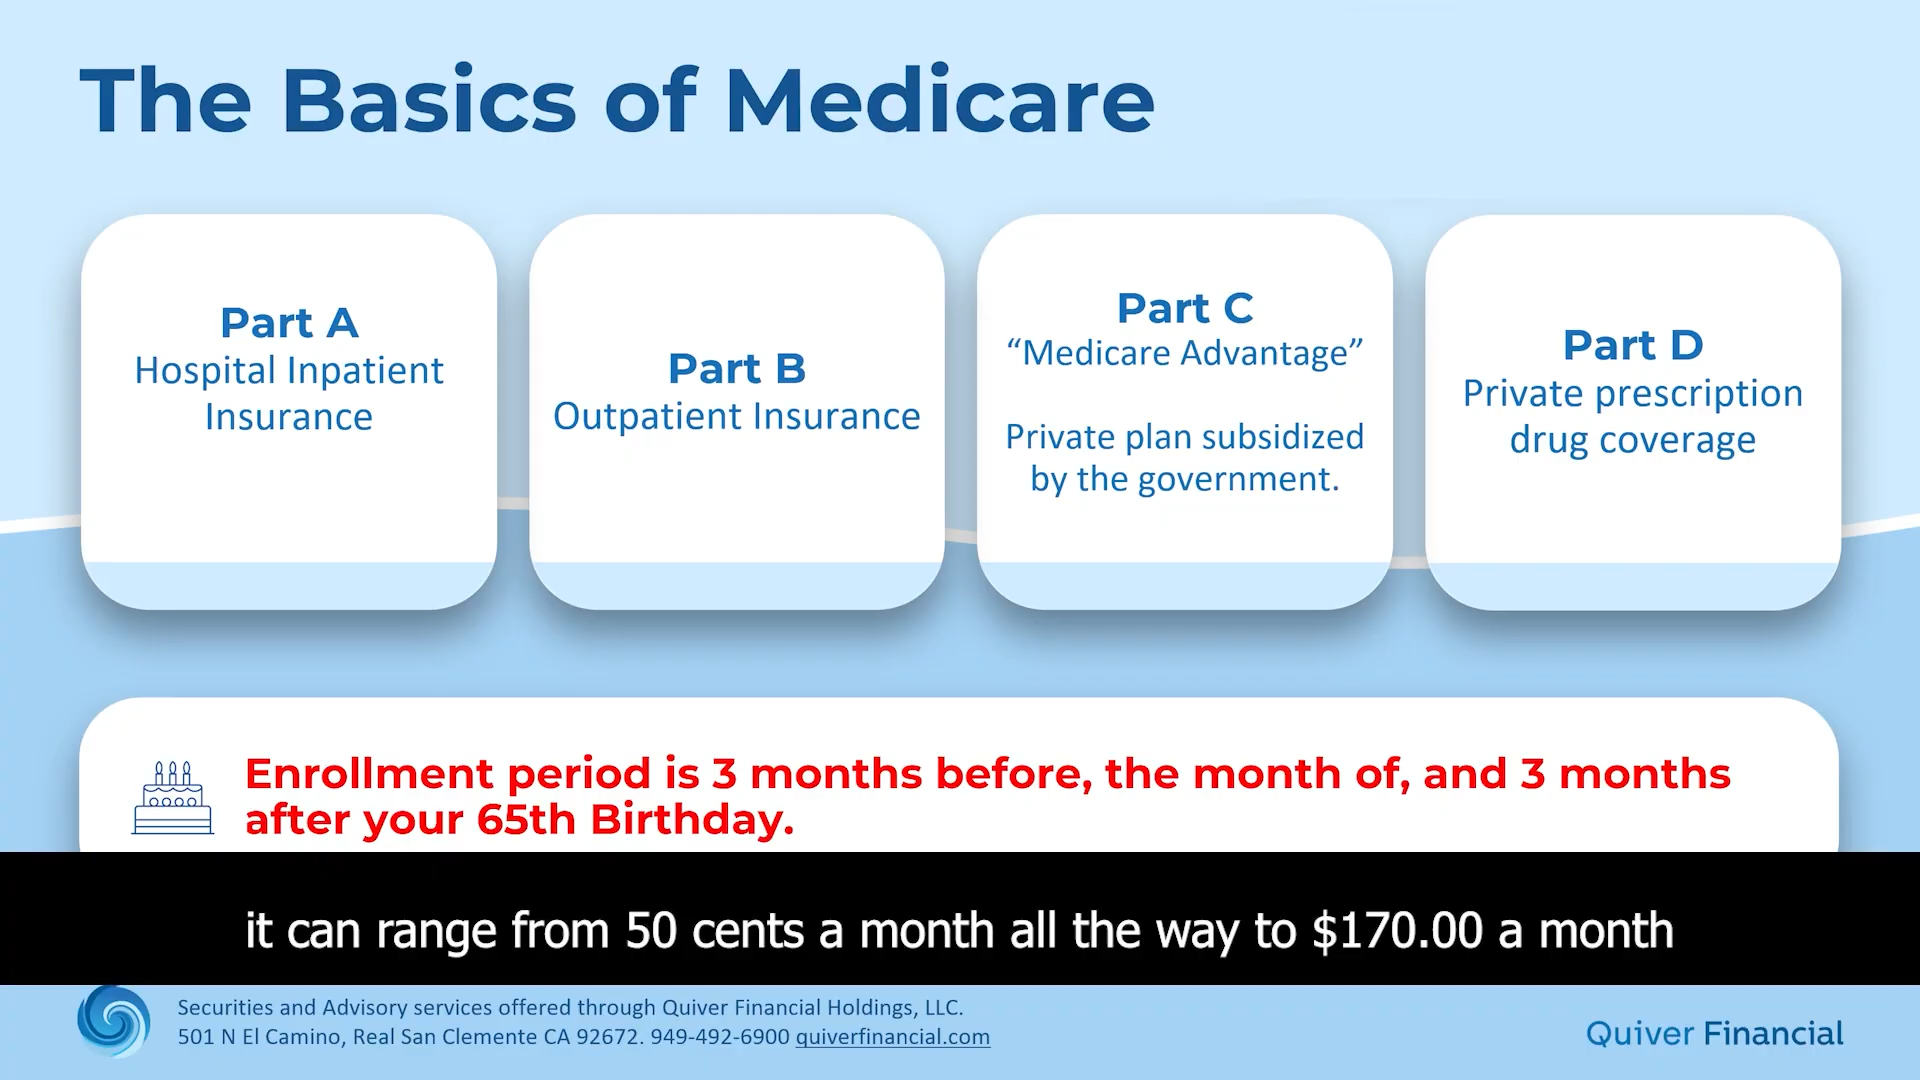 The Basics of Medicare
Part A
Hospital Inpatient
Insurance
Part B
Outpatient Insurance
Part C
“Medicare Advantage”
Private plan subsidized
by the government.
Part D
Private prescription
drug coverage
Enrollment period is 3 months before, the month of, and 3 months
after your 65th Birthday.
it can range from 50 cents a month all the way to $170.00 a month
Securities and Advisory services offered through Quiver Financial Holdings, LLC.
501 N El Camino, Real San Clemente CA 92672. 949-492-6900 quiverfinancial.com
Quiver Financial